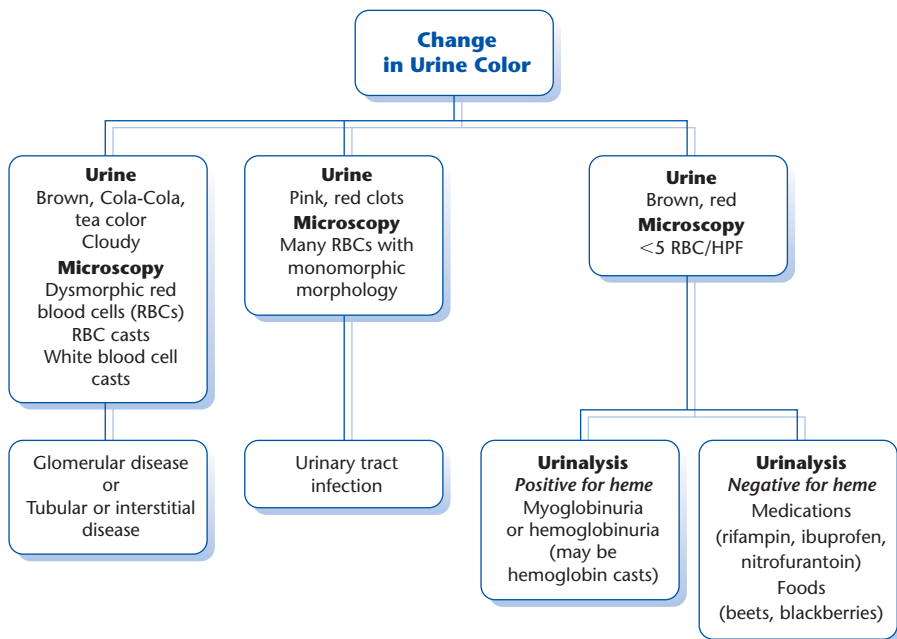 Change
in Urine Color
Urine
Brown, Cola-Cola,
tea color
Cloudy
Microscopy
Dysmorphic red
blood cells (RBCs)
RBC casts
White blood cell
casts
Urine
Pink, red clots
Microscopy
Many RBCs with
monomorphic
morphology
Urine
Brown, red
Microscopy
<5 RBC/HPF
Glomerular disease
or
Tubular or interstitial
disease
Urinary tract
infection
Urinalysis
Positive for heme
Myoglobinuria
or hemoglobinuria
(may be
hemoglobin casts)
Urinalysis
Negative for heme
Medications
(rifampin, ibuprofen,
nitrofurantoin)
Foods
(beets, blackberries)